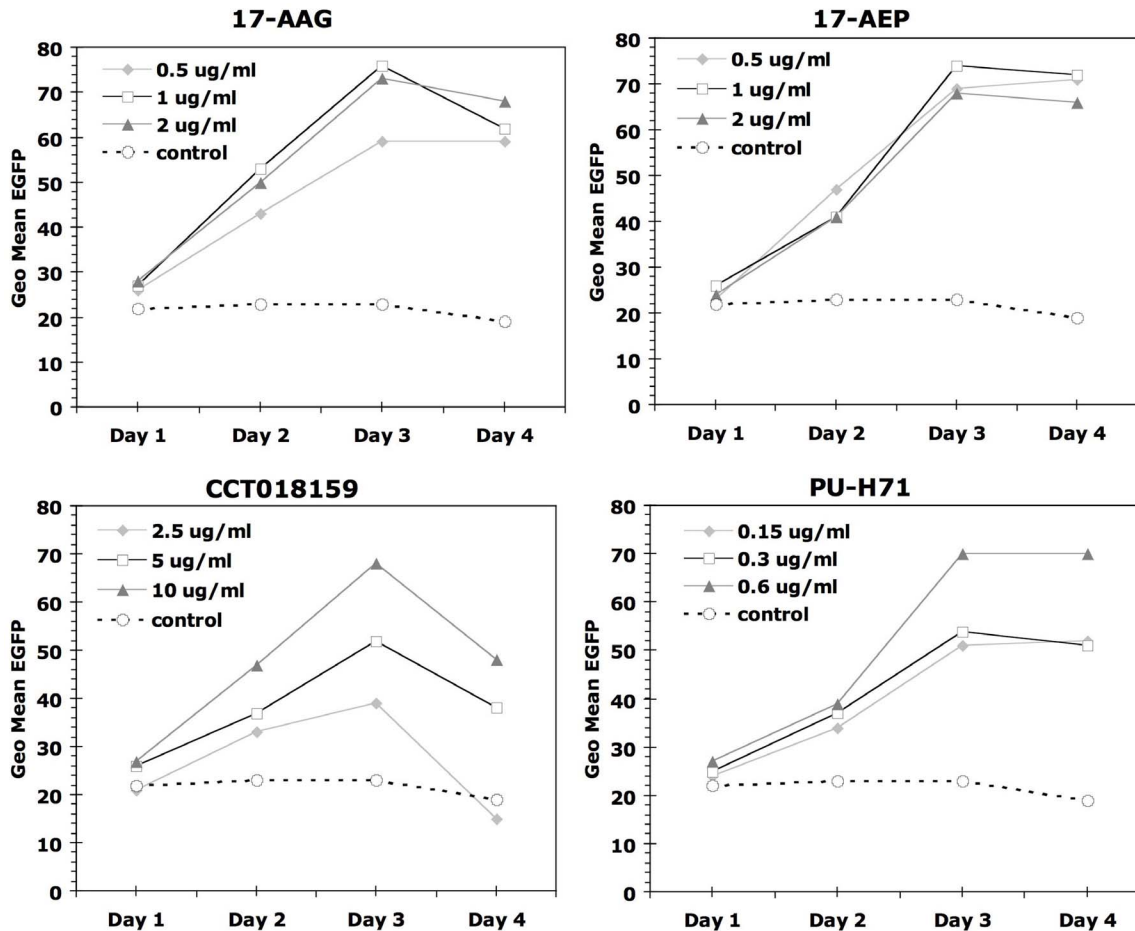 17-AAG
Geo Mean EGFP
80
70
60
50
40
30
20
10
0
0.5 ug/ml
1 ug/ml
2 ug/ml
control
Day 1 Day 2 Day 3 Day 4
17-AEP
Geo Mean EGFP
80
70
60
50
40
30
20
10
0
0.5 ug/ml
1 ug/ml
2 ug/ml
control
Day 1 Day 2 Day 3 Day 4
CCT018159
Geo Mean EGFP
80
70
60
50
40
30
20
10
0
2.5 ug/ml
5 ug/ml
10 ug/ml
control
Day 1 Day 2 Day 3 Day 4
PU-H71
Geo Mean EGFP
80
70
60
50
40
30
20
10
0
0.15 ug/ml
0.3 ug/ml
0.6 ug/ml
control
Day 1 Day 2 Day 3 Day 4